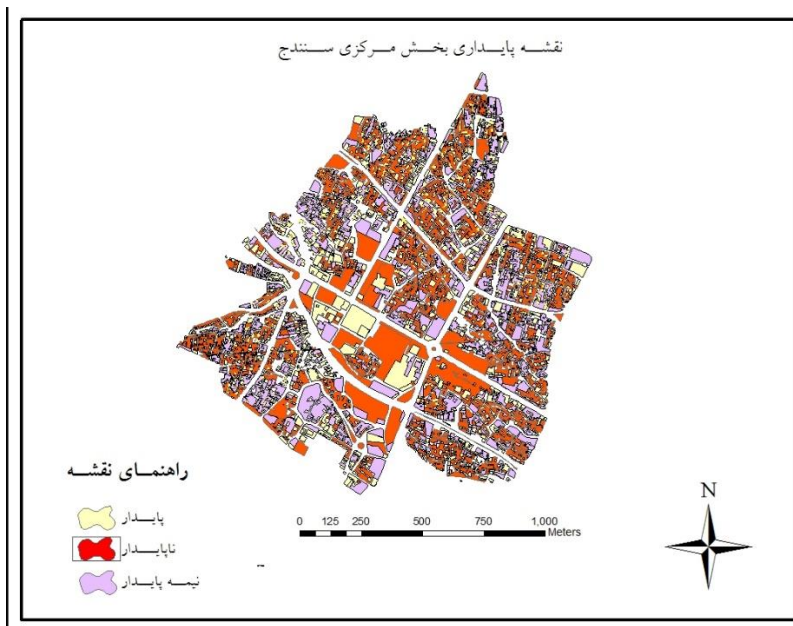 نقشه پایداری بخش مرکزی سنندج
راهنمای نقشه
پایدار
ناپایدار
نیمه پایدار
0 125 250 500 750 1,000
Meters
N